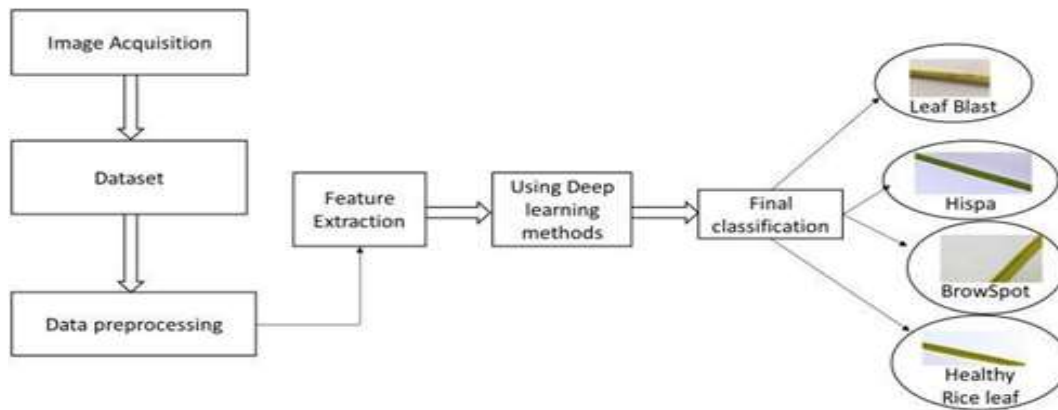 Image Acquisition
Dataset
Data preprocessing
Feature
Extraction
Using Deep
learning
methods
Final
classification
Leaf Blast
Hispa
BrowSpot
Healthy
Rice leaf